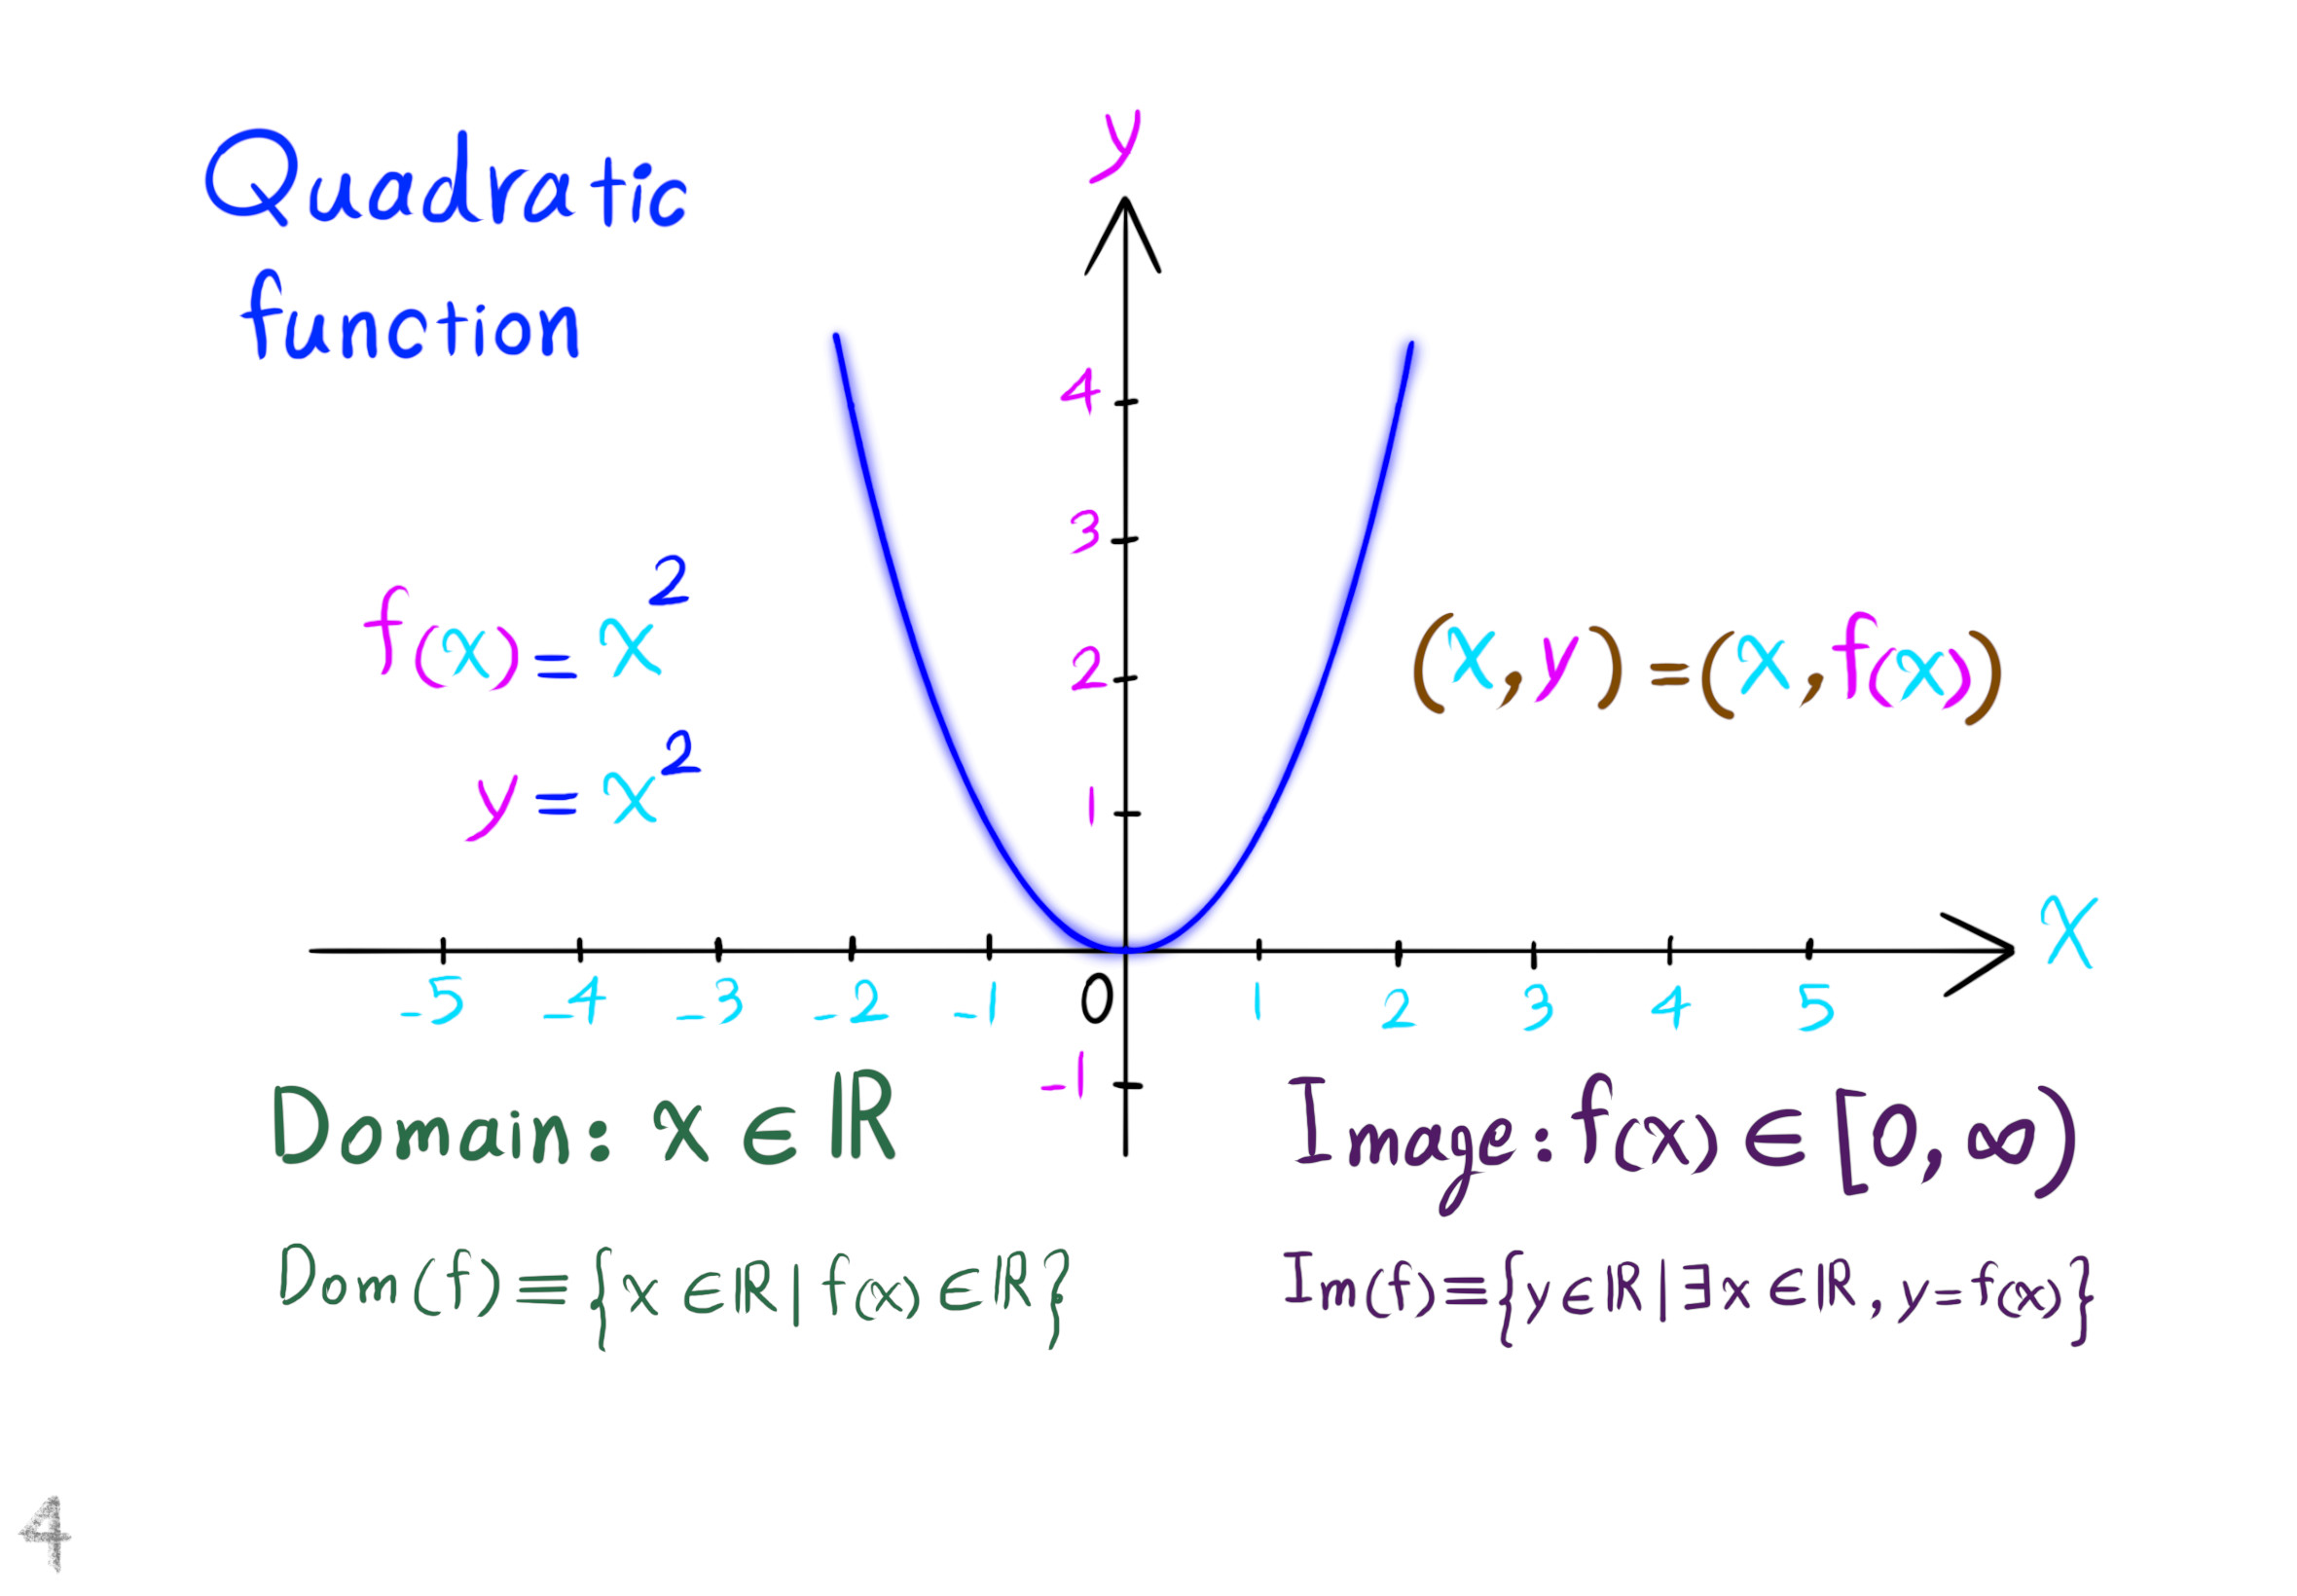 Quadratic
function
y
4
3
2
1
f(x) = x²
y = x²
(x, y) = (x, f(x))
x
-5 -4 -3 -2 -1 0 1 2 3 4 5
-1
Domain: x ∈ ℝ
Image: f(x) ∈ [0, ∞)
Dom(f) ≡ {x ∈ ℝ | f(x) ∈ ℝ}
Im(f) ≡ {y ∈ ℝ | ∃ x ∈ ℝ, y = f(x)}
4